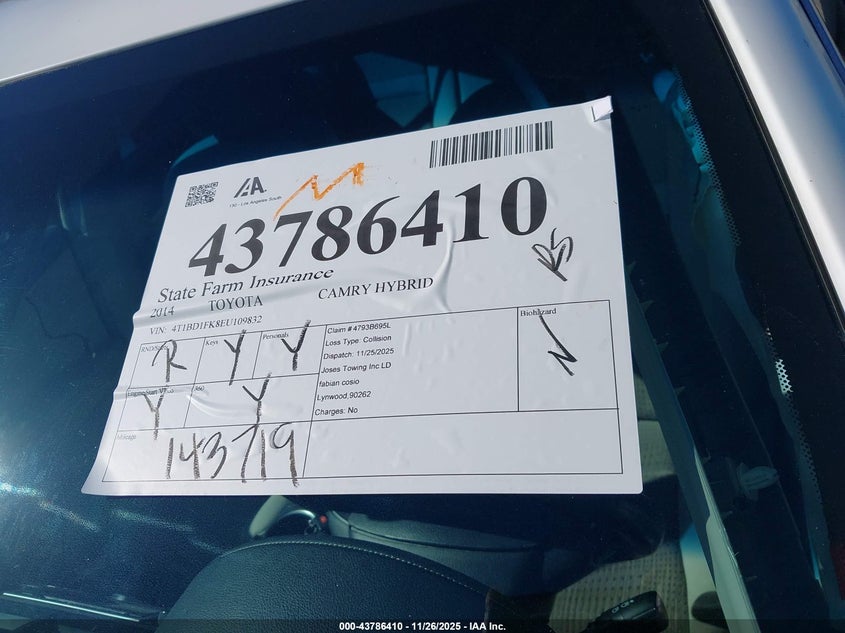 IAA
130 - Los Angeles South
M
43786410
State Farm Insurance
2014 TOYOTA CAMRY HYBRID
VIN: 4T1BD1FK8EU109832
Keys Personals
R Y Y
Claim # 4793B695L
Loss Type: Collision
Dispatch: 11/25/2025
Joses Towing Inc LD
fabian cosio
Lynwood,90262
Charges: No
Biohazard
N
360
Y Y
Mileage
143719
000-43786410 - 11/26/2025 - IAA Inc.